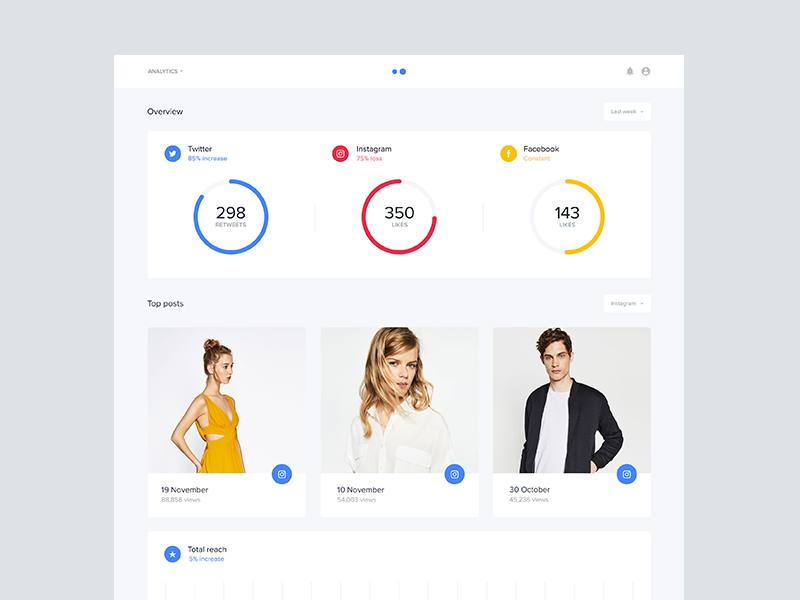 ANALYTICS
Overview
Last week
Twitter
85% increase
Instagram
75% loss
Facebook
Constant
298
RETWEETS
350
LIKES
143
LIKES
Top posts
Instagram
19 November
88,858 views
10 November
54,003 views
30 October
45,238 views
Total reach
5% increase